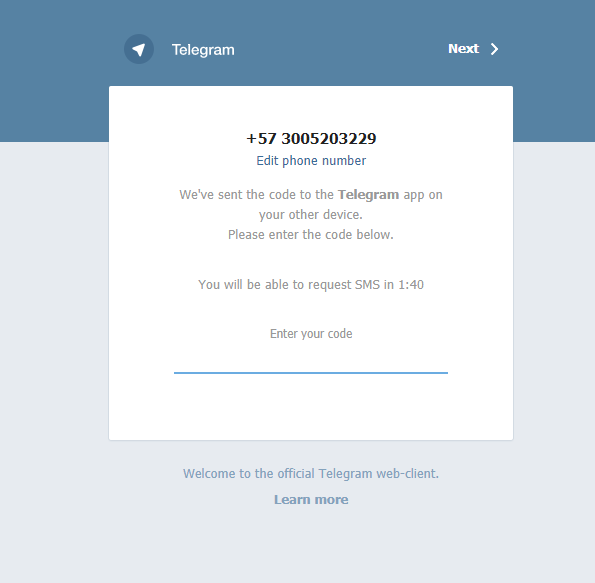 Telegram
Next
+57 3005203229
Edit phone number
We've sent the code to the Telegram app on
your other device.
Please enter the code below.
You will be able to request SMS in 1:40
Enter your code
Welcome to the official Telegram web-client.
Learn more